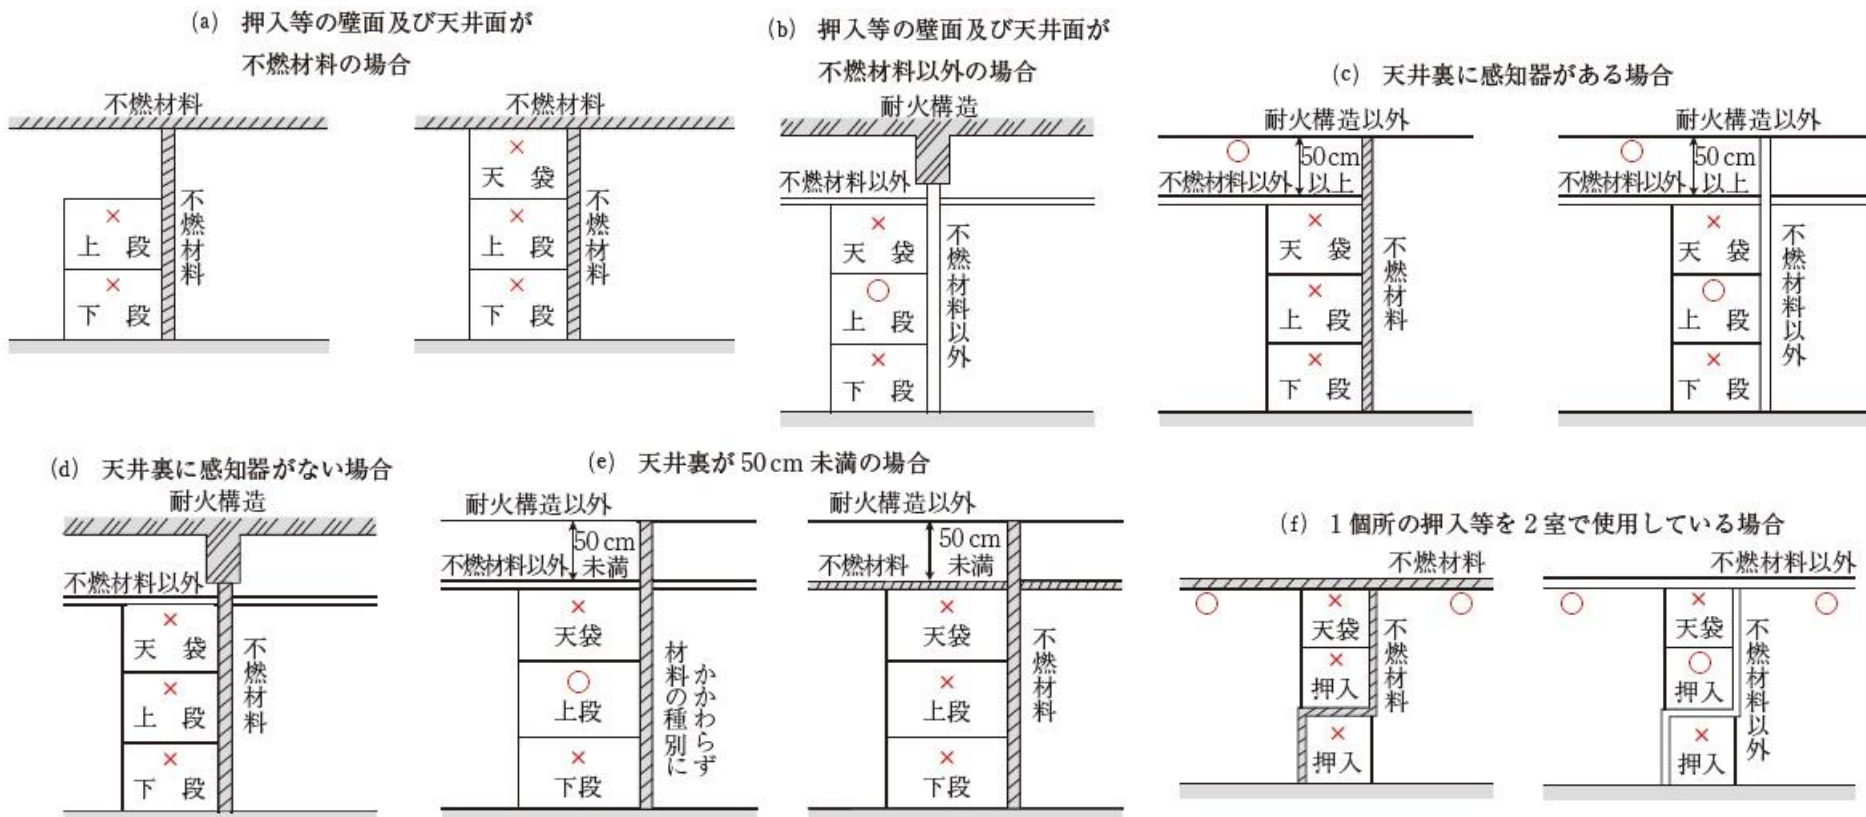 (a) 押入等の壁面及び天井面が
不燃材料の場合
不燃材料
×
上 段
×
下 段
不燃材料
不燃材料
×
天 袋
×
上 段
×
下 段
不燃材料
(b) 押入等の壁面及び天井面が
不燃材料以外の場合
耐火構造
不燃材料以外
×
天 袋
○
上 段
×
下 段
不燃材料以外
(c) 天井裏に感知器がある場合
耐火構造以外
○
50cm
以上
不燃材料以外
×
天 袋
×
上 段
×
下 段
不燃材料
耐火構造以外
○
50cm
以上
不燃材料以外
×
天 袋
○
上 段
×
下 段
不燃材料以外
(d) 天井裏に感知器がない場合
耐火構造
不燃材料以外
×
天 袋
×
上 段
×
下 段
不燃材料
(e) 天井裏が50cm未満の場合
耐火構造以外
50cm
未満
不燃材料以外
×
天袋
○
上段
×
下段
材料の種別に
かかわらず
耐火構造以外
50cm
未満
不燃材料
×
天袋
×
上段
×
下段
不燃材料
(f) 1個所の押入等を2室で使用している場合
不燃材料
○
×
天袋
×
押入
×
押入
○
不燃材料
不燃材料以外
○
×
天袋
○
押入
×
押入
○
不燃材料以外